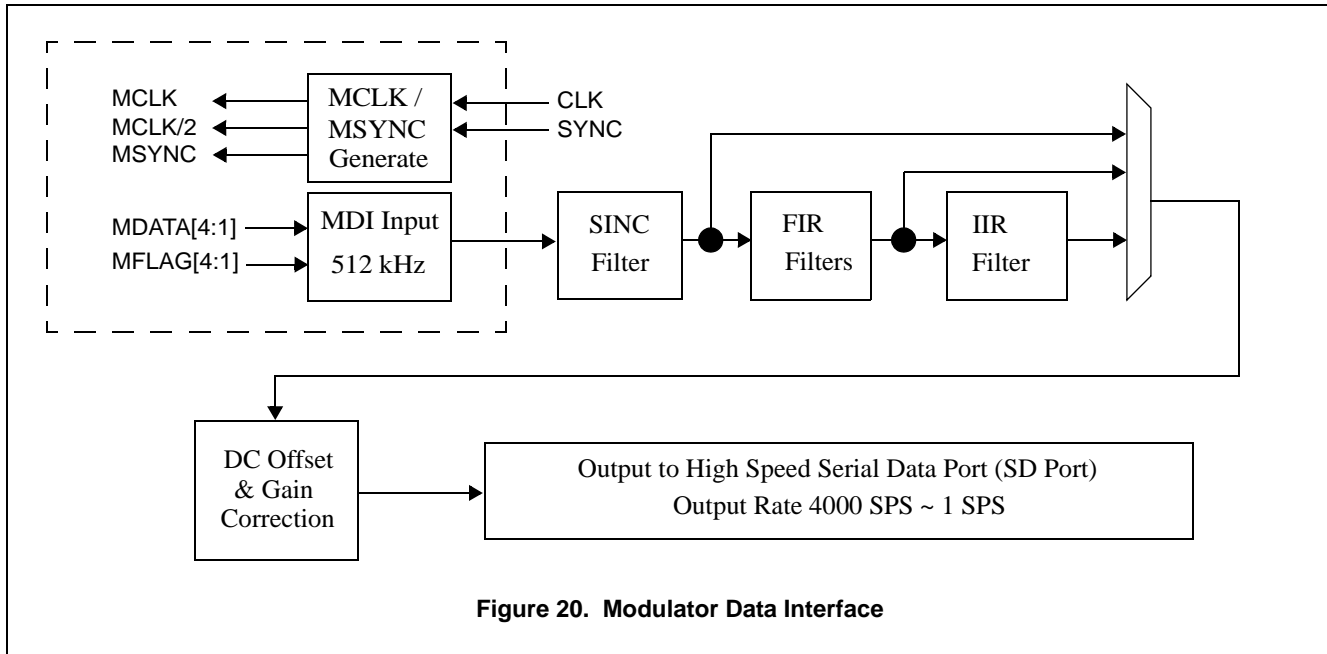 MCLK
MCLK/2
MSYNC
MCLK /
MSYNC
Generate
CLK
SYNC
MDATA[4:1]
MFLAG[4:1]
MDI Input
512 kHz
SINC
Filter
FIR
Filters
IIR
Filter
DC Offset
& Gain
Correction
Output to High Speed Serial Data Port (SD Port)
Output Rate 4000 SPS ~ 1 SPS
Figure 20. Modulator Data Interface